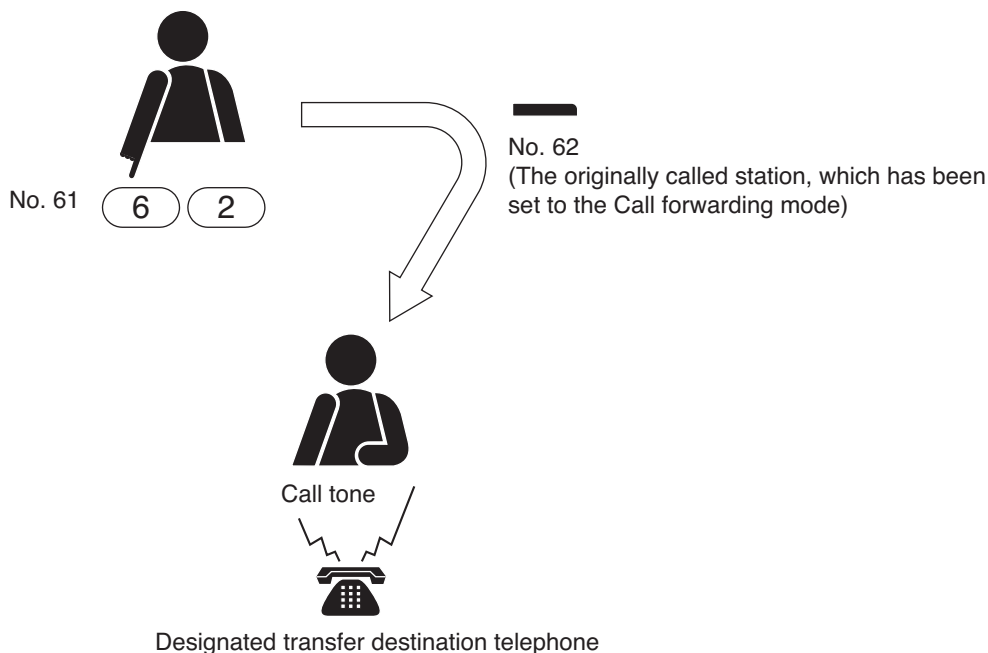 No. 62
(The originally called station, which has been
set to the Call forwarding mode)
No. 61 6 2
Call tone
Designated transfer destination telephone